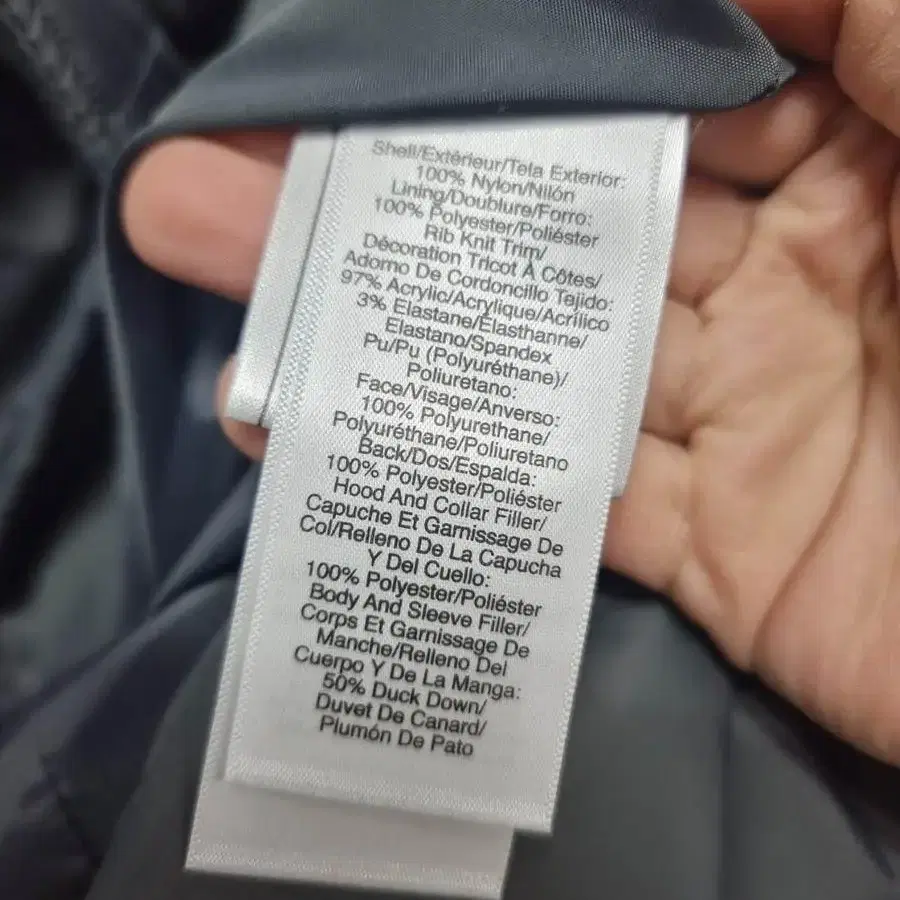 Shell/Extérieur/Tela Exterior:
100% Nylon/Nilón
Lining/Doublure/Forro:
100% Polyester/Poliéster
Rib Knit Trim/
Décoration Tricot À Côtes/
Adorno De Cordoncillo Tejido:
97% Acrylic/Acrylique/Acrílico
3% Elastane/Élasthanne/
Elastano/Spandex
Pu/Pu (Polyuréthane)/
Poliuretano:
Face/Visage/Anverso:
100% Polyurethane/
Polyuréthane/Poliuretano
Back/Dos/Espalda:
100% Polyester/Poliéster
Hood And Collar Filler/
Capuche Et Garnissage De
Col/Relleno De La Capucha
Y Del Cuello:
100% Polyester/Poliéster
Body And Sleeve Filler/
Corps Et Garnissage De
Manche/Relleno Del
Cuerpo Y De La Manga:
50% Duck Down/
Duvet De Canard/
Plumón De Pato